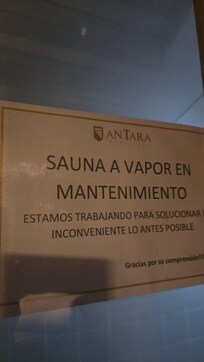 ANTARA
SAUNA A VAPOR EN
MANTENIMIENTO
ESTAMOS TRABAJANDO PARA SOLUCIONAR
INCONVENIENTE LO ANTES POSIBLE
Gracias por su comprensión